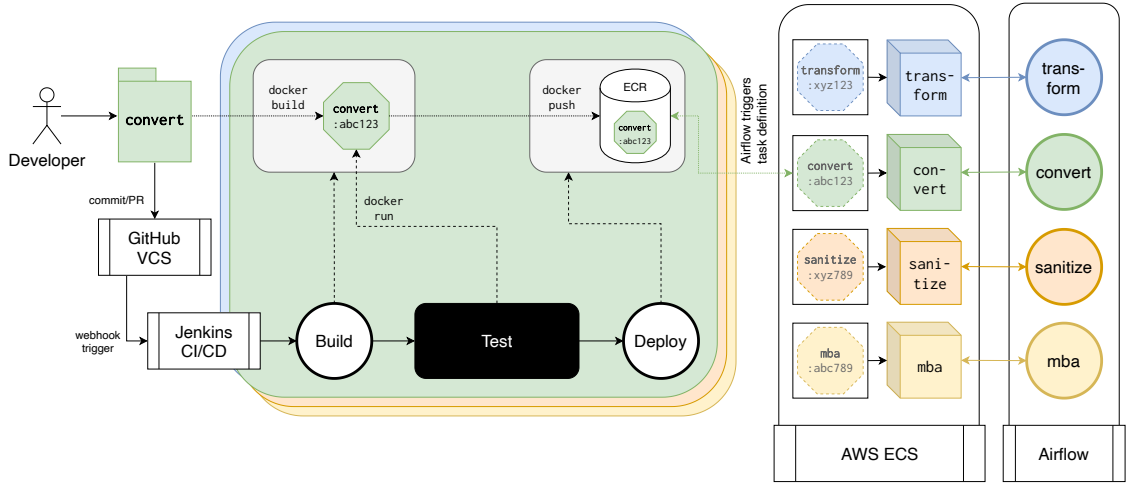 Developer
convert
commit/PR
GitHub
VCS
webhook
trigger
Jenkins
CI/CD
docker
build
convert
:abc123
docker
push
ECR
convert
:abc123
docker
run
Build
Test
Deploy
Airflow triggers
task definition
transform
:xyz123
trans-
form
trans-
form
convert
:abc123
con-
vert
convert
sanitize
:xyz789
sani-
tize
sanitize
mba
:abc789
mba
mba
AWS ECS
Airflow